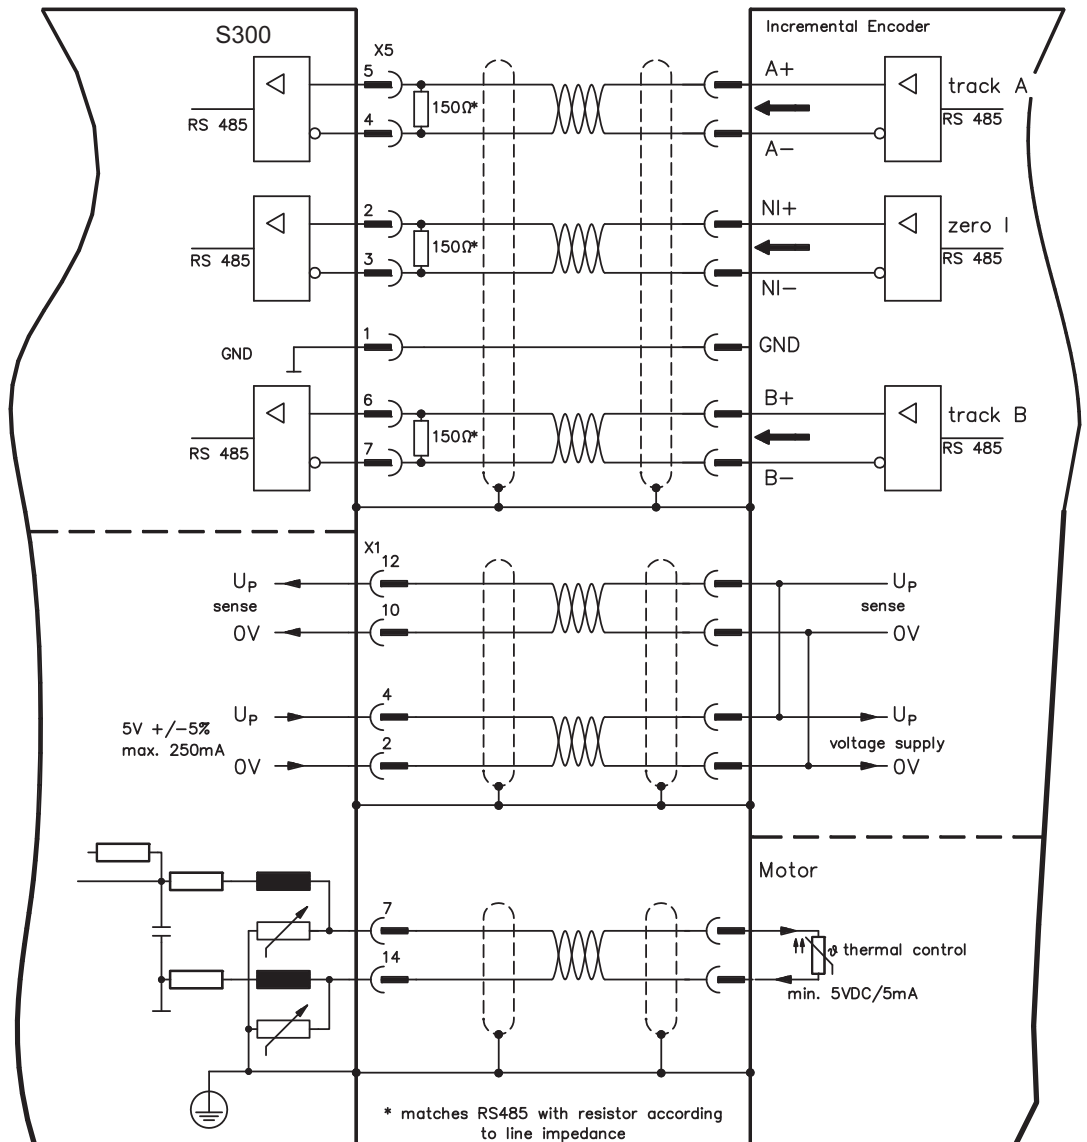 S300
Incremental Encoder
X5
5
A+
track A
150Ω*
RS 485
RS 485
4
A–
2
NI+
zero I
150Ω*
RS 485
RS 485
3
NI–
1
GND
GND
6
B+
track B
150Ω*
RS 485
RS 485
7
B–
X1
12
UP
UP
sense
sense
10
0V
0V
4
UP
UP
5V +/–5%
max. 250mA
voltage supply
2
0V
0V
Motor
7
ϑ thermal control
14
min. 5VDC/5mA
* matches RS485 with resistor according
to line impedance